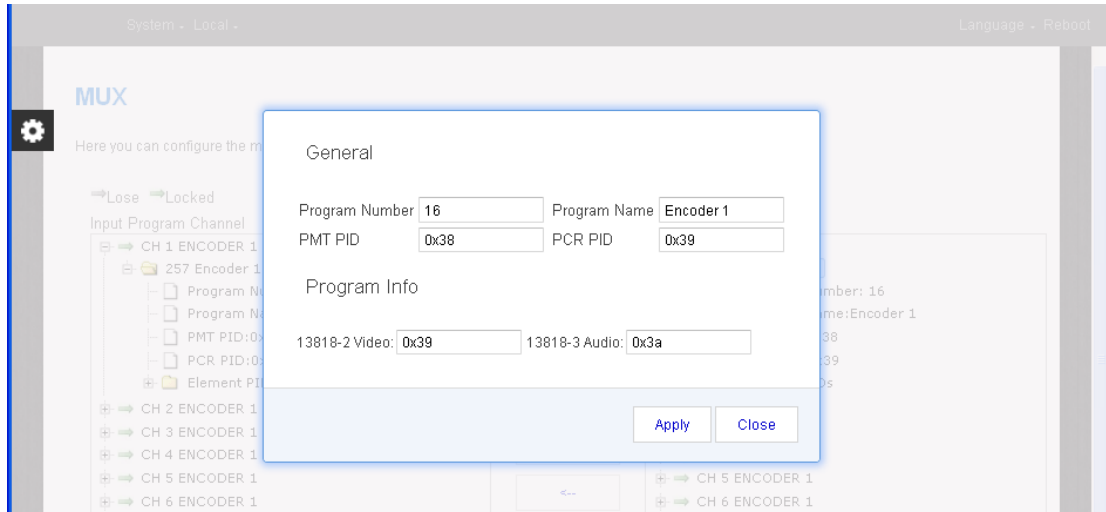 System Local
Language Reboot
MUX
Here you can configure the m
Lose Locked
Input Program Channel
CH 1 ENCODER 1
257 Encoder 1
Program Nu
Program Na
PMT PID:0x
PCR PID:0x
Element PI
CH 2 ENCODER 1
CH 3 ENCODER 1
CH 4 ENCODER 1
CH 5 ENCODER 1
CH 6 ENCODER 1
General
Program Number 16 Program Name Encoder 1
PMT PID 0x38 PCR PID 0x39
Program Info
13818-2 Video: 0x39 13818-3 Audio: 0x3a
Apply Close
mber: 16
me:Encoder 1
38
39
Ds
<--
CH 5 ENCODER 1
CH 6 ENCODER 1